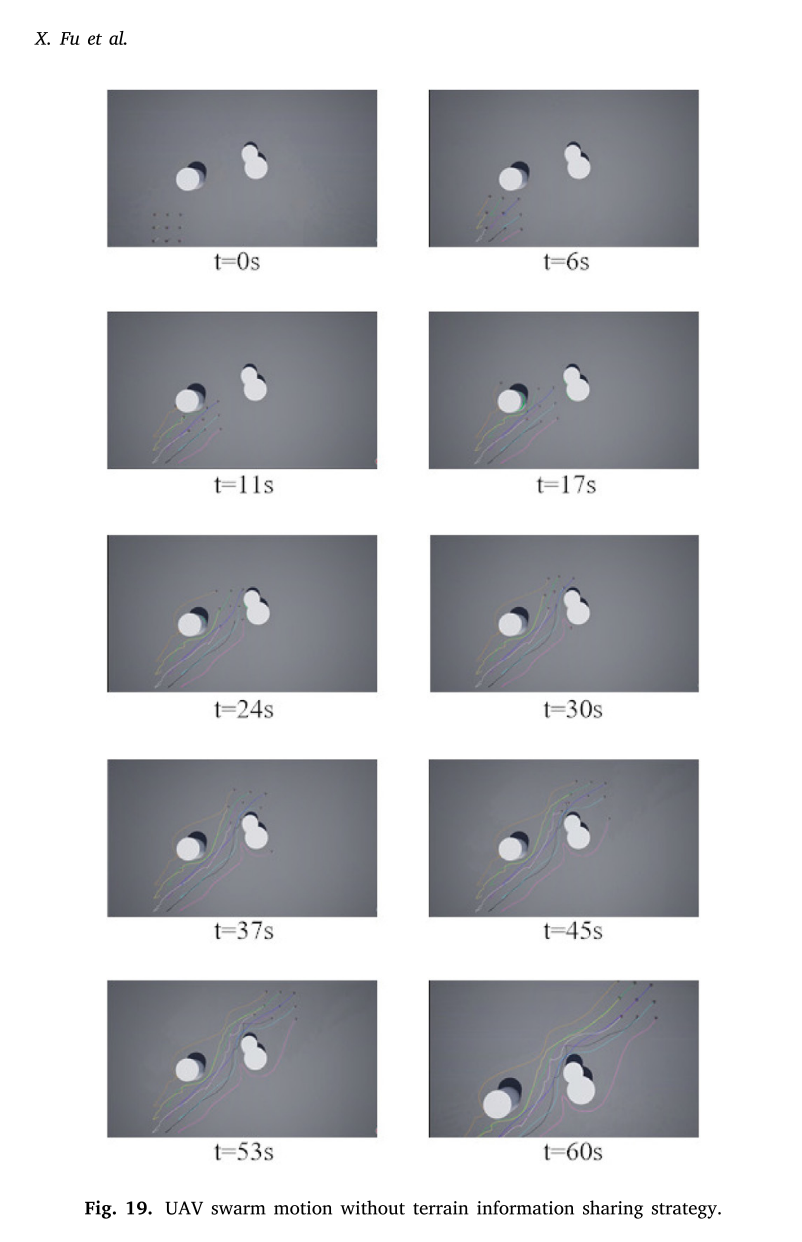 X. Fu et al.
t=0s
t=6s
t=11s
t=17s
t=24s
t=30s
t=37s
t=45s
t=53s
t=60s
Fig. 19. UAV swarm motion without terrain information sharing strategy.